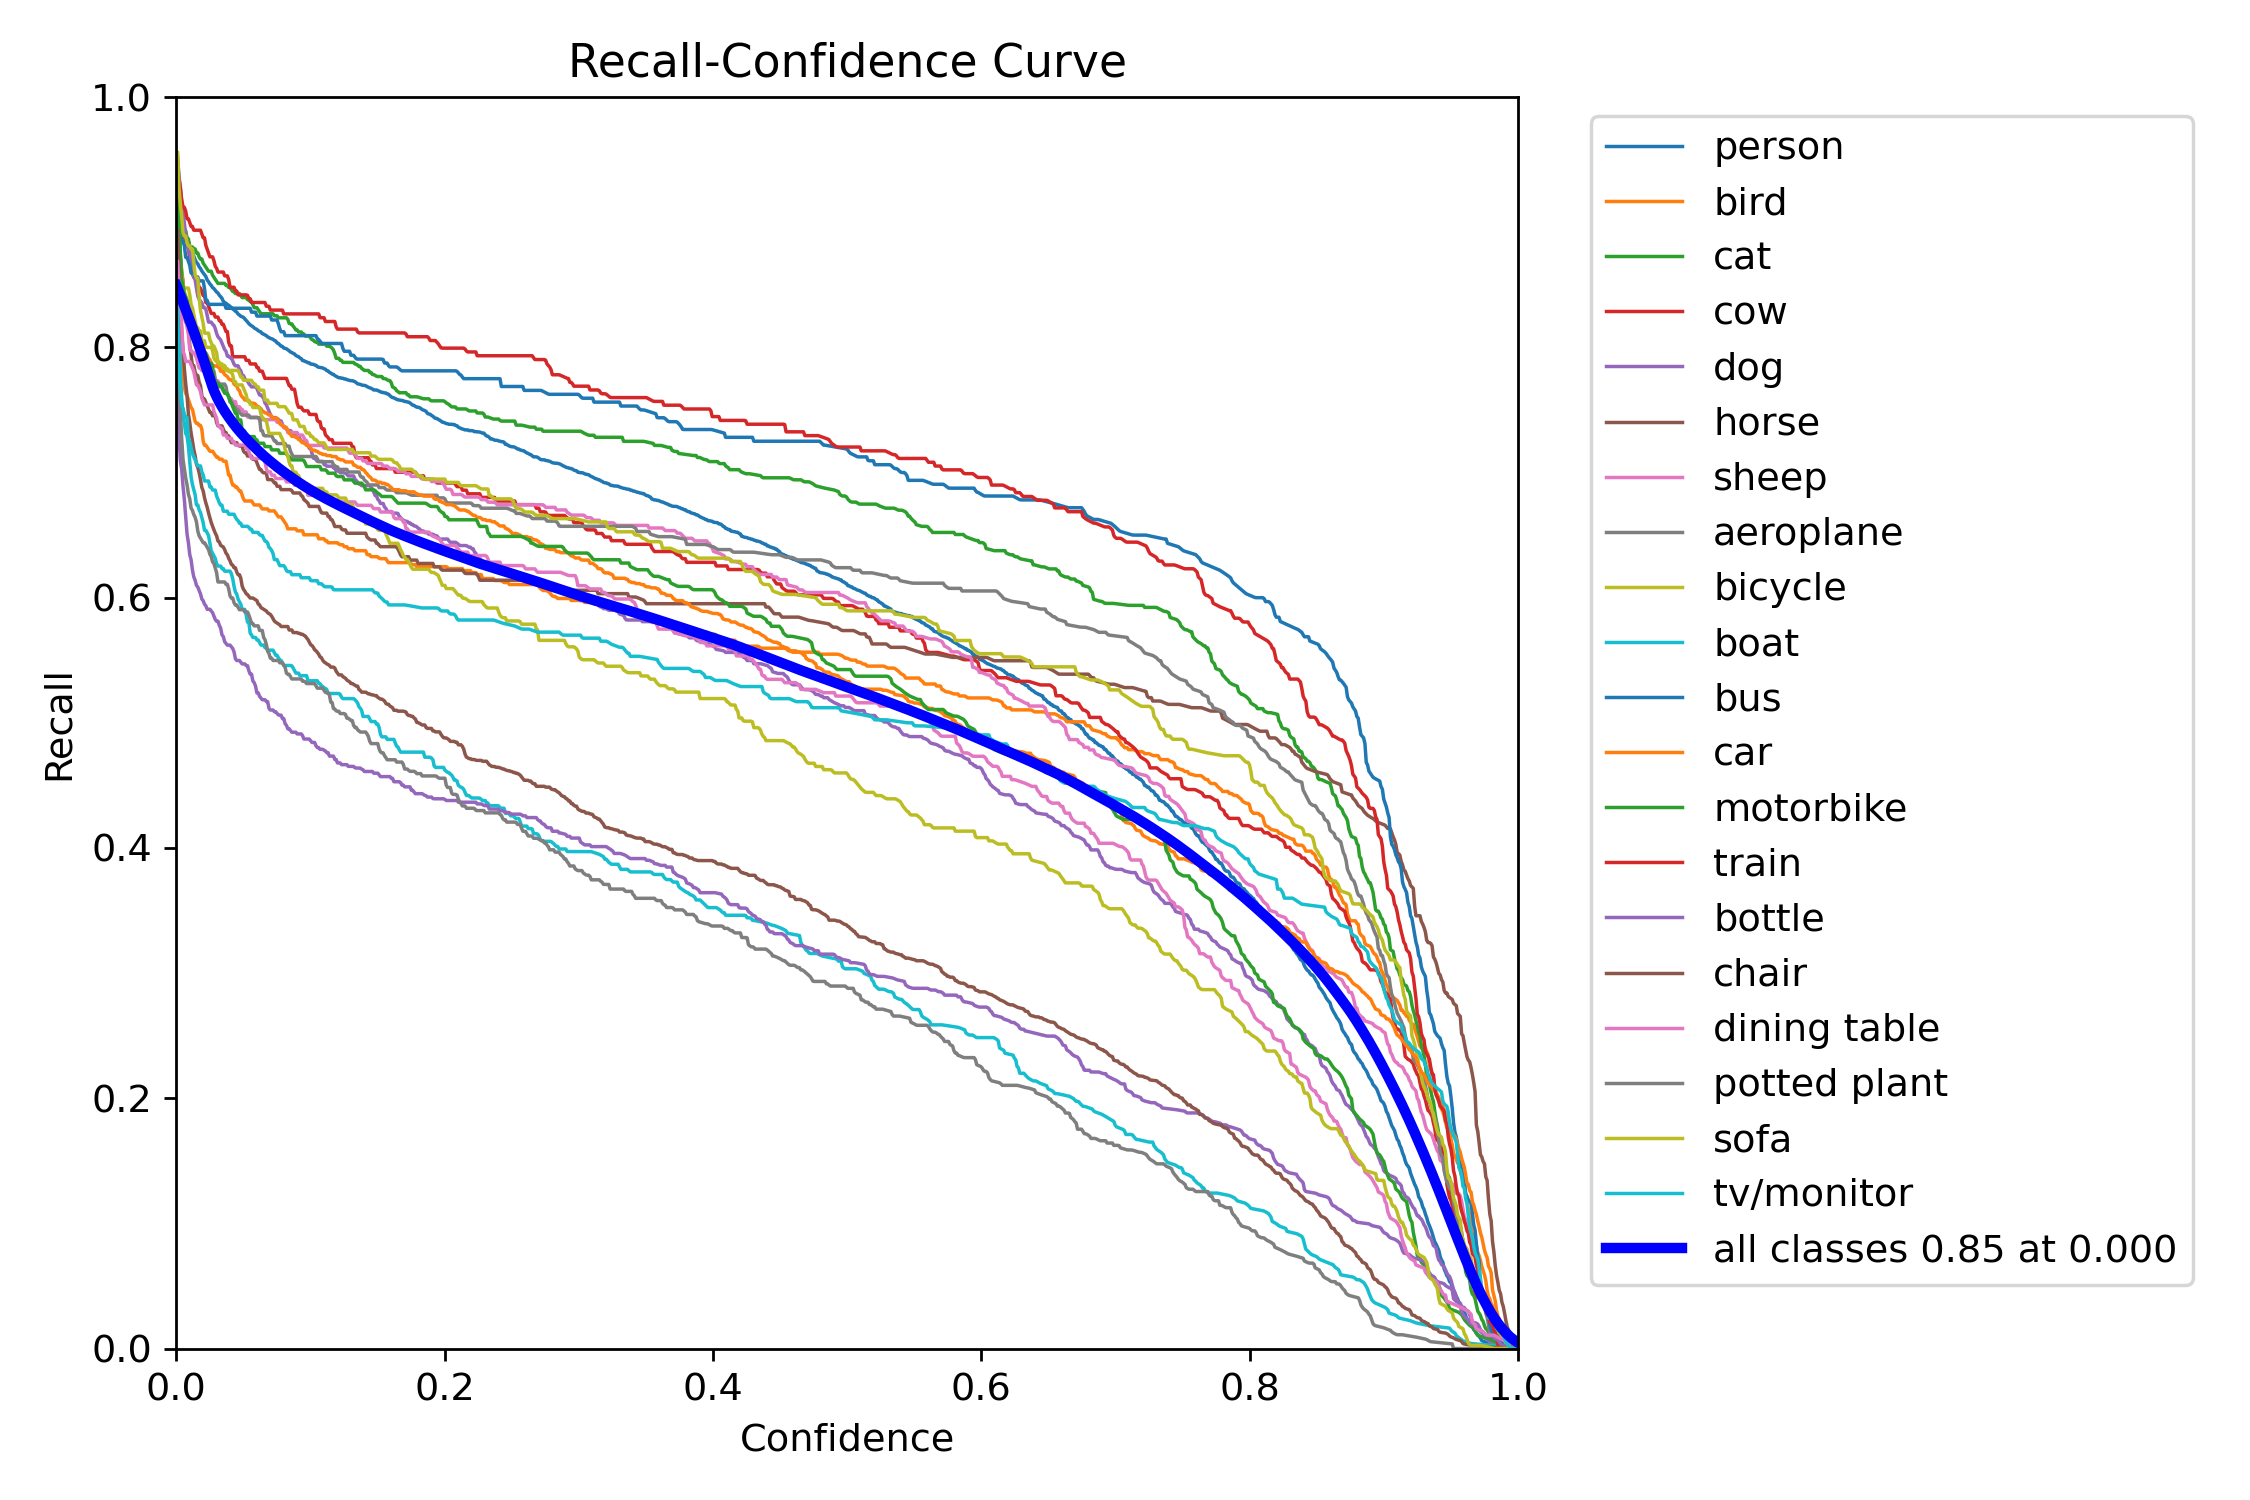 Recall-Confidence Curve
1.0
0.8
0.6
0.4
0.2
0.0
Recall
0.0 0.2 0.4 0.6 0.8 1.0
Confidence
person
bird
cat
cow
dog
horse
sheep
aeroplane
bicycle
boat
bus
car
motorbike
train
bottle
chair
dining table
potted plant
sofa
tv/monitor
all classes 0.85 at 0.000